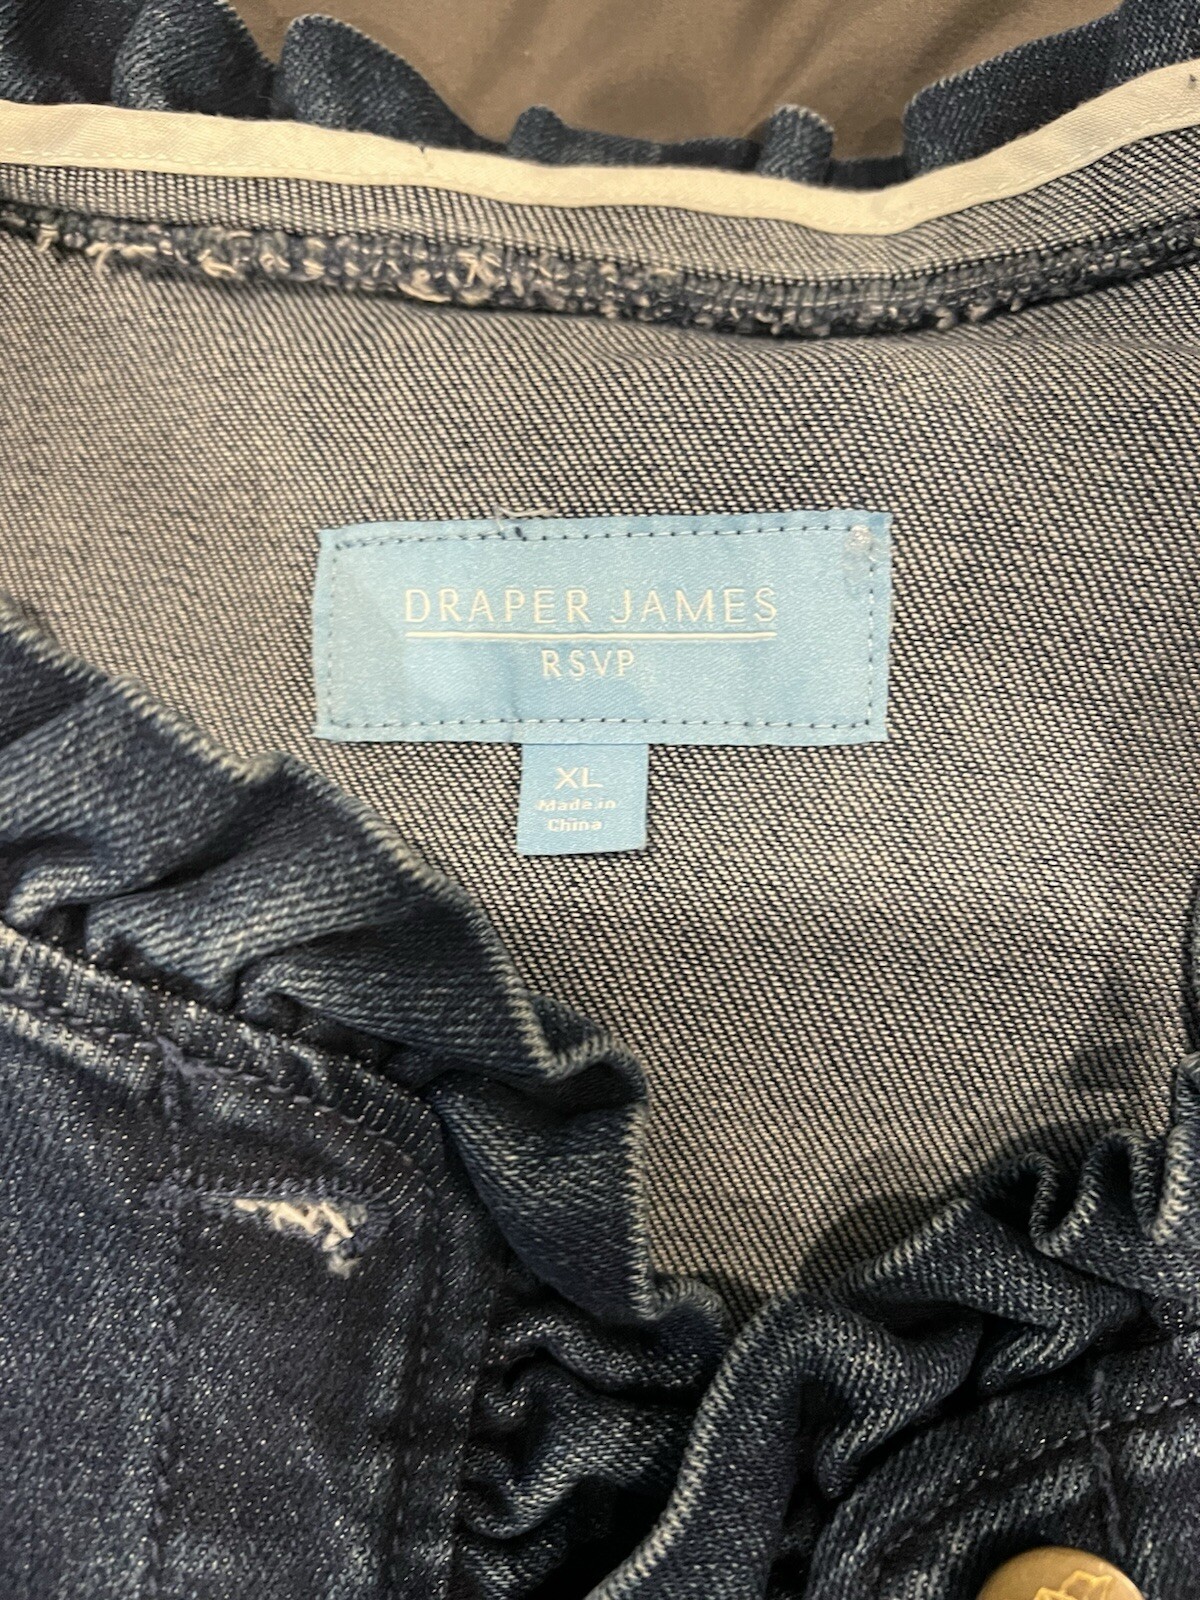 DRAPER JAMES
RSVP
XL
Made in
China